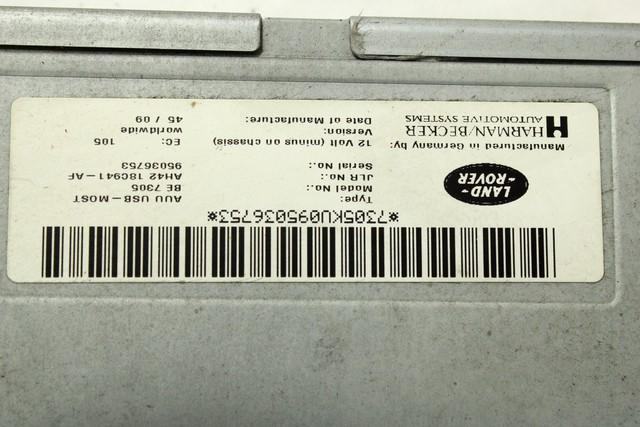 *7305KU095036753*
LAND-
-ROVER
Type: AUU USB-MOST
Model No.: BE 7305
JLR No.: AH42 18C941-AF
Serial No.: 95036753
Manufactured in Germany by:
HARMAN/BECKER
AUTOMOTIVE SYSTEMS
12 Volt (minus on chassis) EC: 105
Version: worldwide
Date of Manufacture: 45 / 09